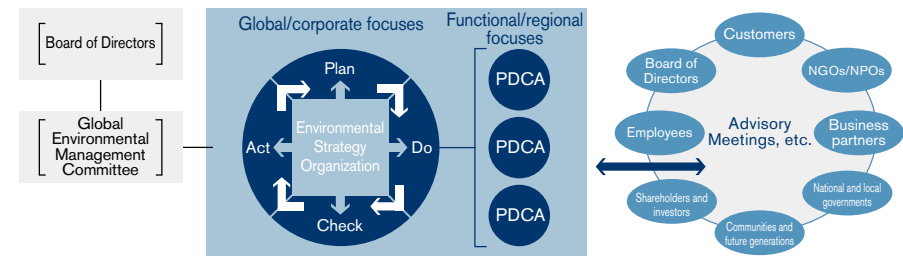 Board of Directors
Global
Environmental
Management
Committee
Global/corporate focuses
Plan
Act
Environmental
Strategy
Organization
Do
Check
Functional/regional
focuses
PDCA
PDCA
PDCA
Customers
Board of
Directors
NGOs/NPOs
Employees
Advisory
Meetings, etc.
Business
partners
Shareholders and
investors
National and local
governments
Communities and
future generations